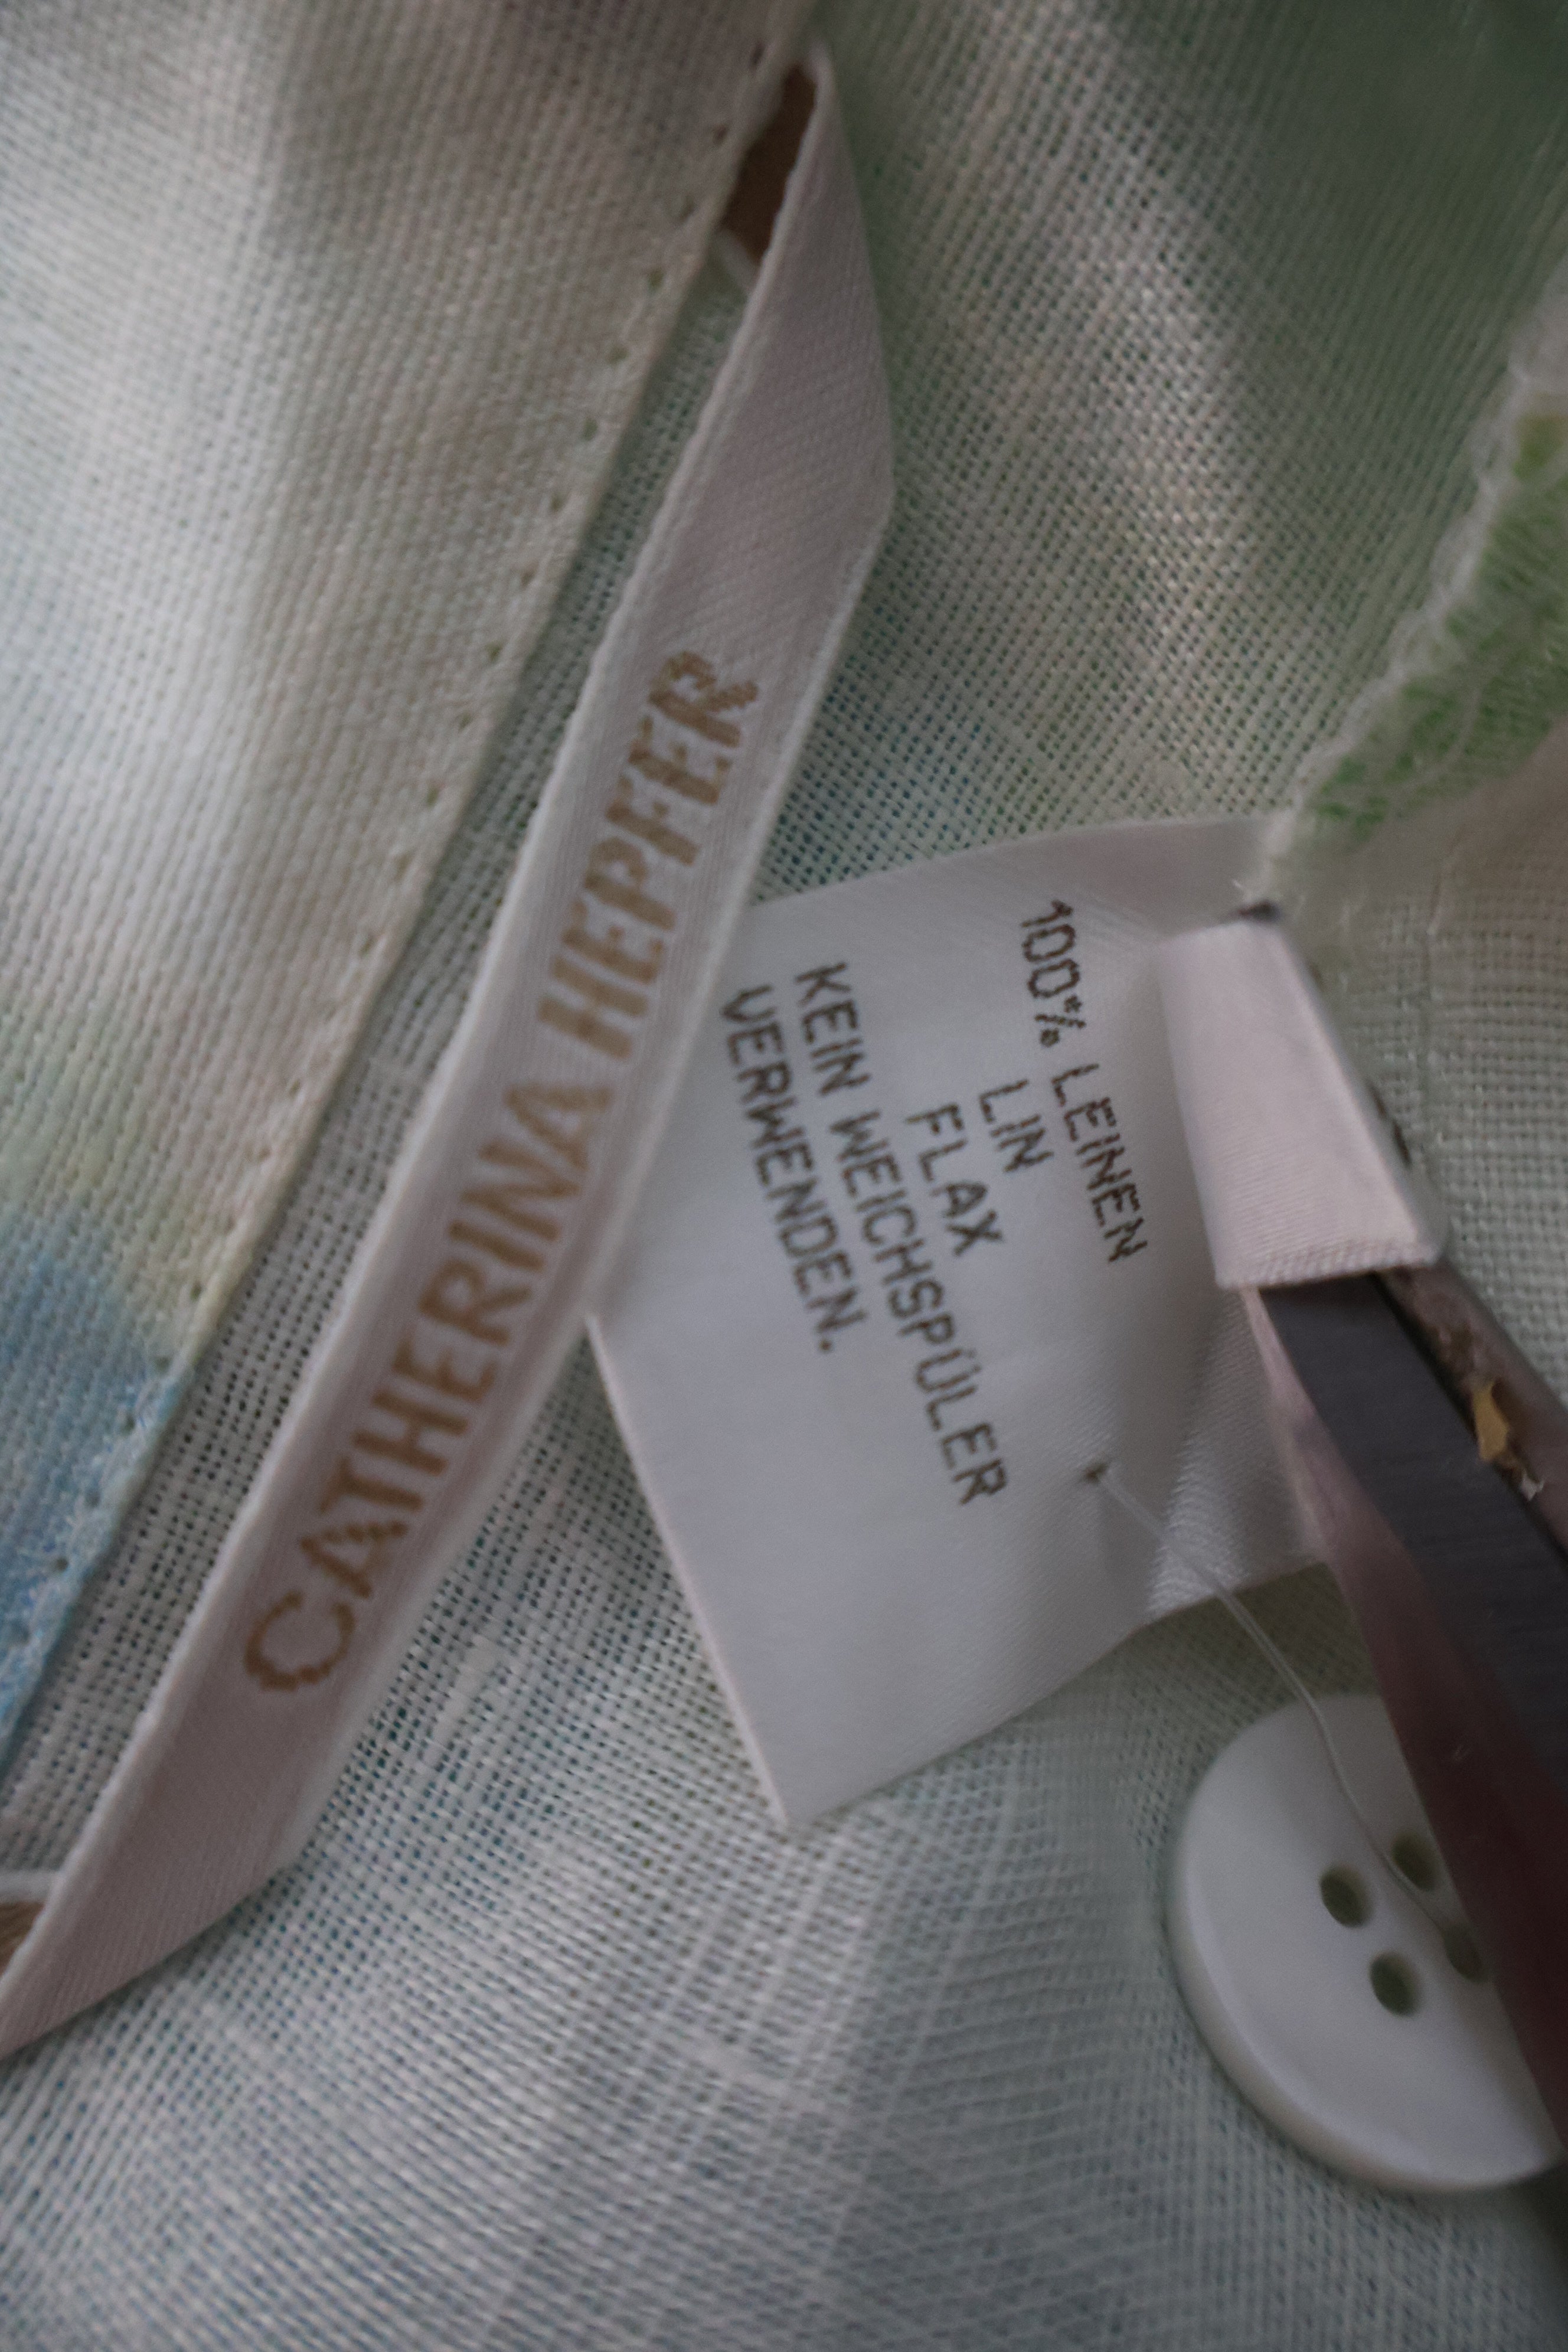 CATHERINA HEPFER
100% LEINEN
LIN
FLAX
KEIN WEICHSPÜLER
VERWENDEN.